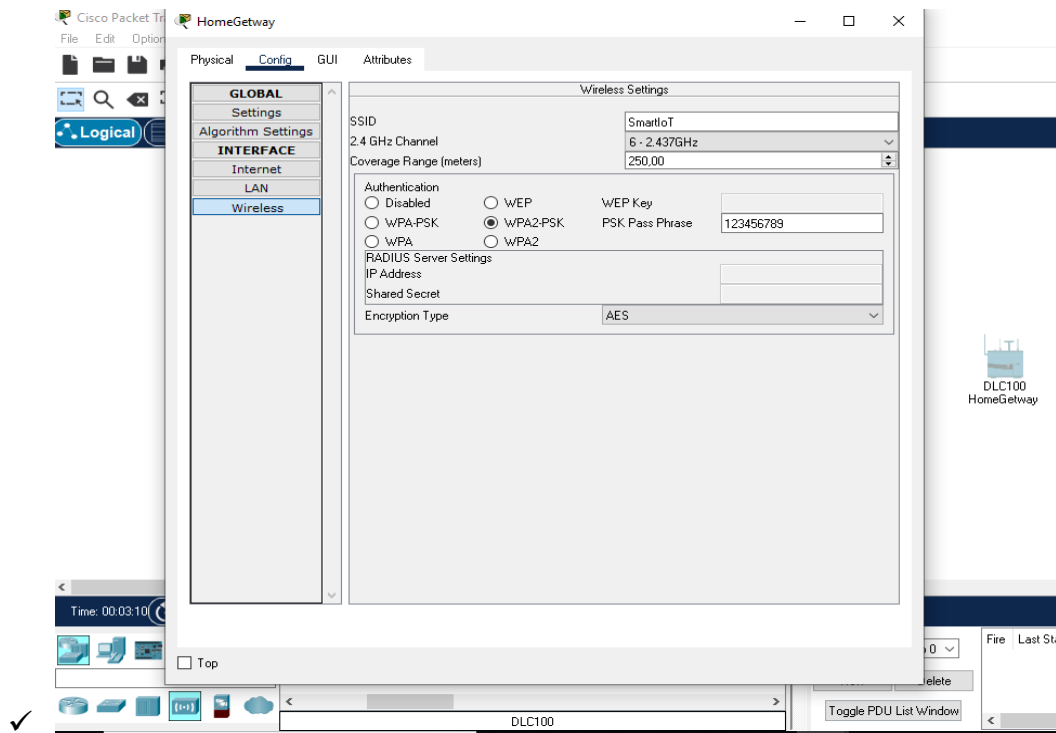 Cisco Packet Tr
HomeGetway
File Edit Option
Physical Config GUI Attributes
Logical
GLOBAL
Settings
Algorithm Settings
INTERFACE
Internet
LAN
Wireless
Wireless Settings
SSID SmartIoT
2.4 GHz Channel 6 - 2.437GHz
Coverage Range (meters) 250,00
Authentication
Disabled WEP WEP Key
WPA-PSK WPA2-PSK PSK Pass Phrase 123456789
WPA WPA2
RADIUS Server Settings
IP Address
Shared Secret
Encryption Type AES
DLC100
HomeGetway
Time: 00:03:10
Top
0
Fire Last Sta
elete
Toggle PDU List Window
DLC100